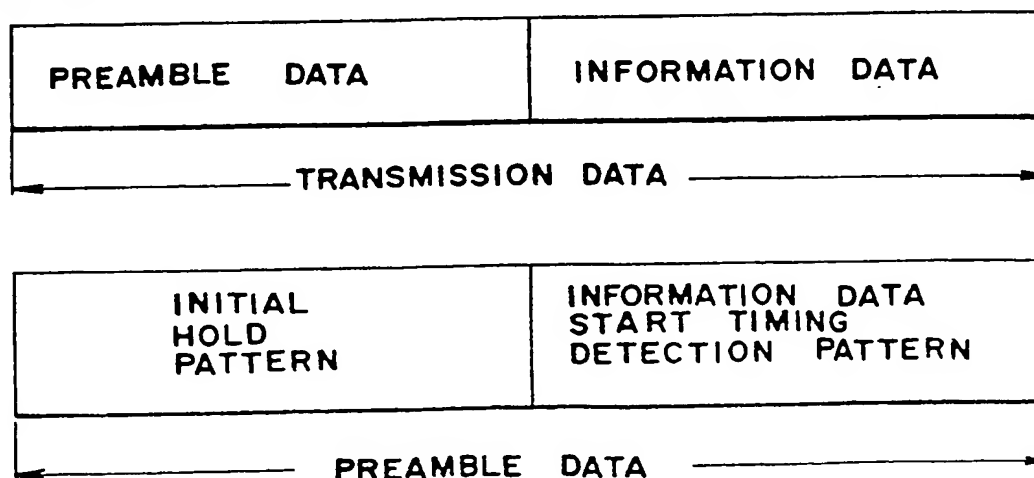 PREAMBLE DATA
INFORMATION DATA
TRANSMISSION DATA
INITIAL
HOLD
PATTERN
INFORMATION DATA
START TIMING
DETECTION PATTERN
PREAMBLE DATA